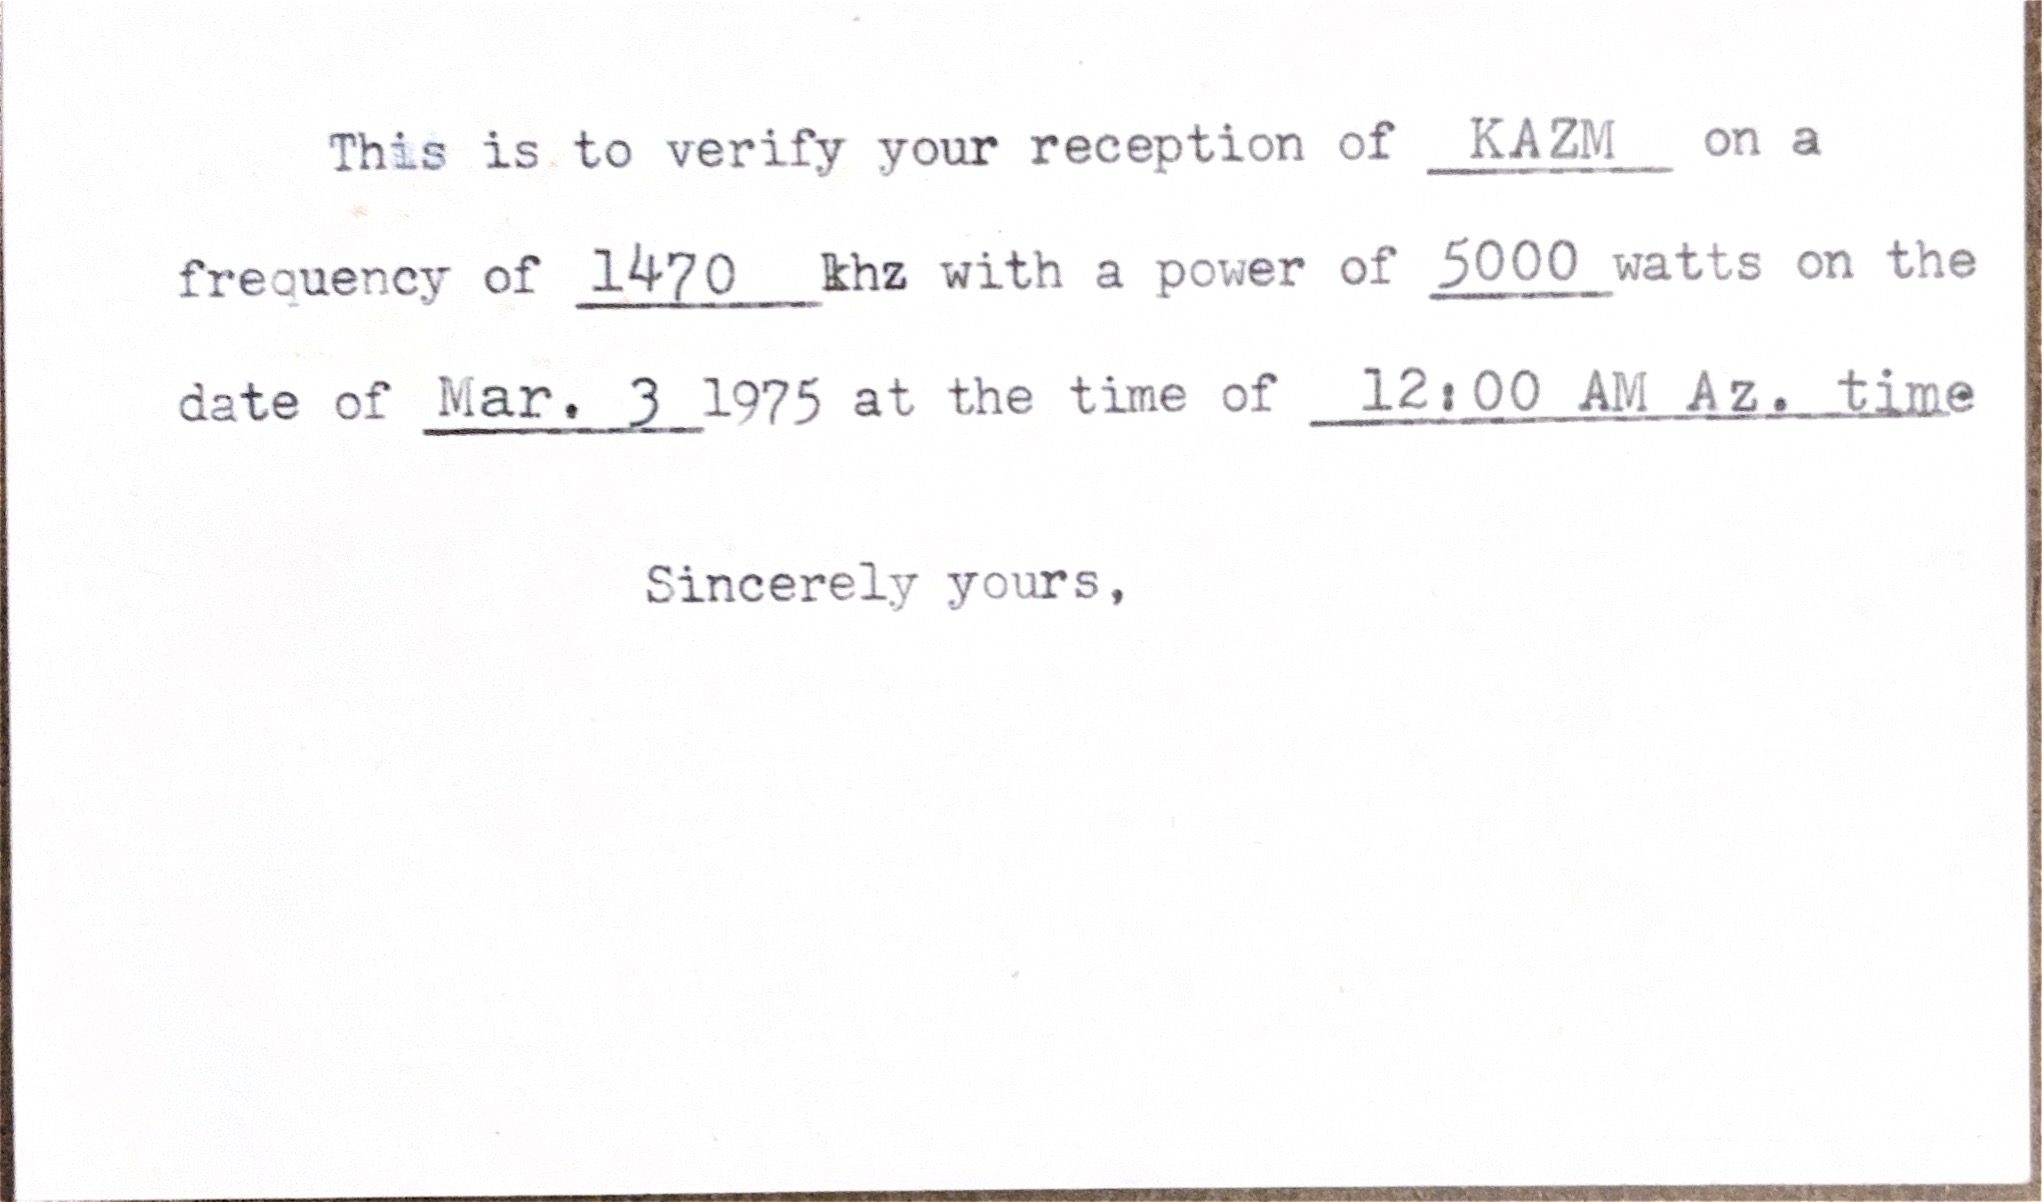 This is to verify your reception of KAZM on a
frequency of 1470 khz with a power of 5000 watts on the
date of Mar. 3 1975 at the time of 12:00 AM Az. time
Sincerely yours,